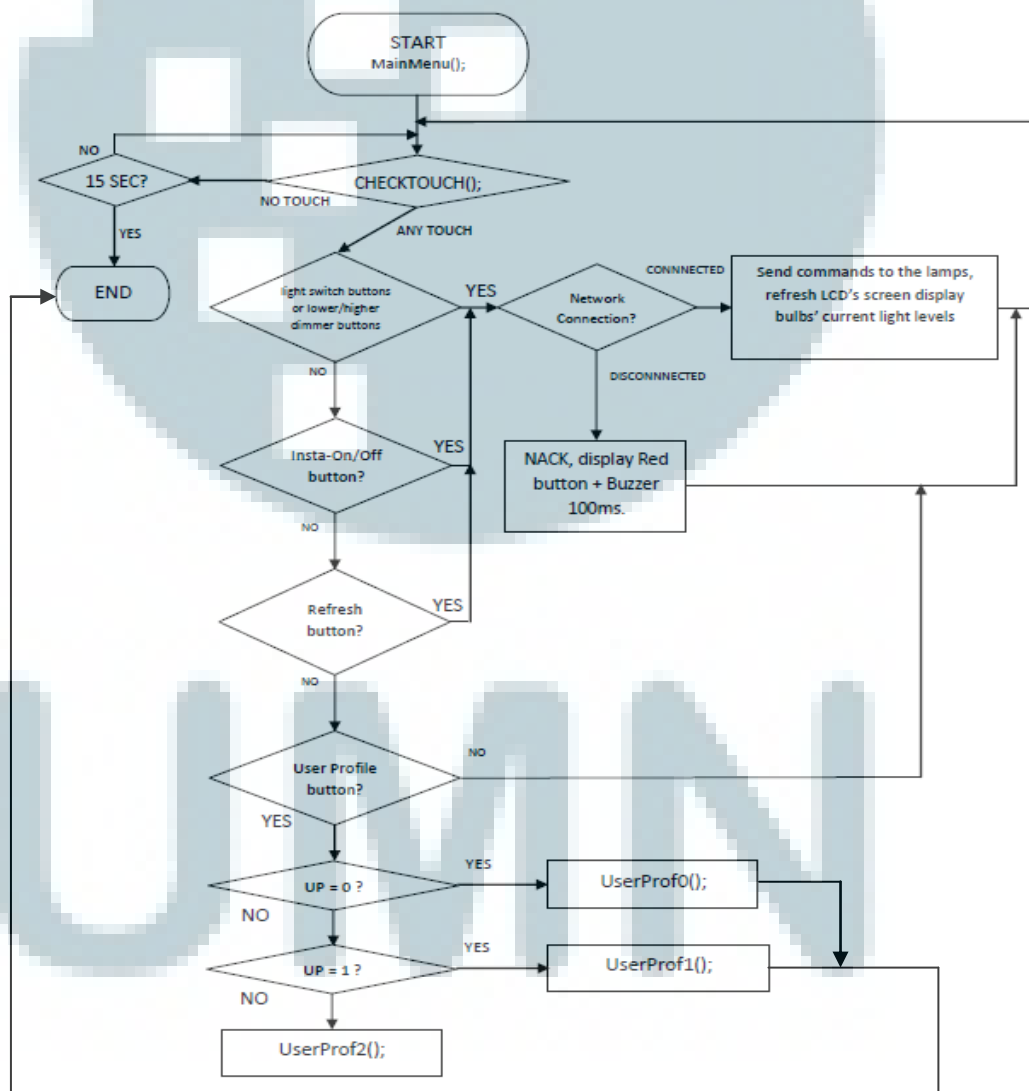 START
MainMenu();
NO
15 SEC?
CHECKTOUCH();
NO TOUCH
YES
ANY TOUCH
END
light switch buttons
or lower/higher
dimmer buttons
YES
NO
Network
Connection?
CONNNECTED
Send commands to the lamps,
refresh LCD's screen display
bulbs' current light levels
DISCONNNECTED
NACK, display Red
button + Buzzer
100ms.
Insta-On/Off
button?
YES
NO
Refresh
button?
YES
NO
User Profile
button?
NO
YES
UP = 0 ?
YES
UserProf0();
NO
UP = 1 ?
YES
UserProf1();
NO
UserProf2();
UMN